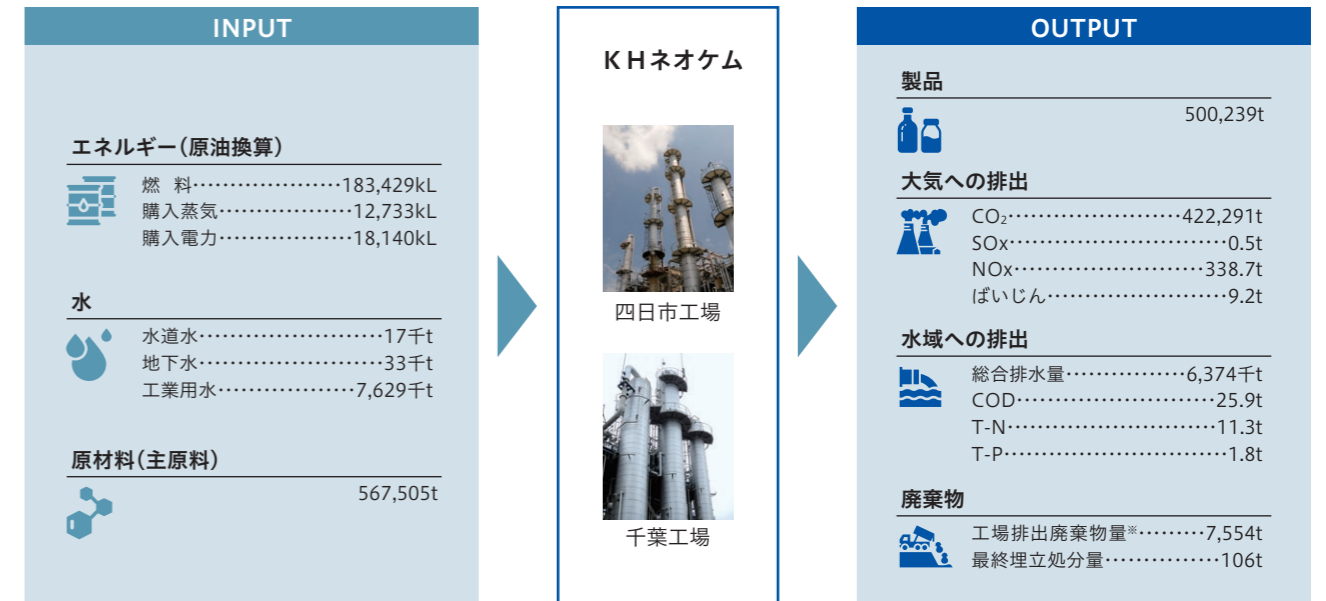 INPUT
エネルギー(原油換算)
燃 料····················183,429kL
購入蒸気··················12,733kL
購入電力··················18,140kL
水
水道水·························17千t
地下水·························33千t
工業用水···················7,629千t
原材料(主原料)
567,505t
KHネオケム
四日市工場
千葉工場
OUTPUT
製品
500,239t
大気への排出
CO₂·······················422,291t
SOx·····························0.5t
NOx··························338.7t
ばいじん························9.2t
水域への排出
総合排水量················6,374千t
COD···························25.9t
T-N····························11.3t
T-P······························1.8t
廃棄物
工場排出廃棄物量※·········7,554t
最終埋立処分量···············106t